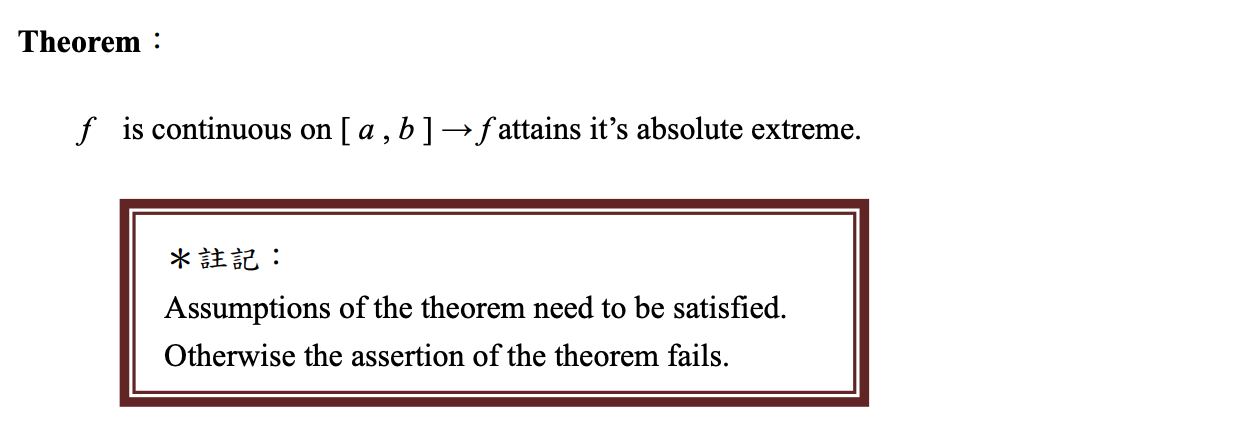 Theorem：
f is continuous on [ a , b ]→f attains it’s absolute extreme.
＊註記：
Assumptions of the theorem need to be satisfied.
Otherwise the assertion of the theorem fails.